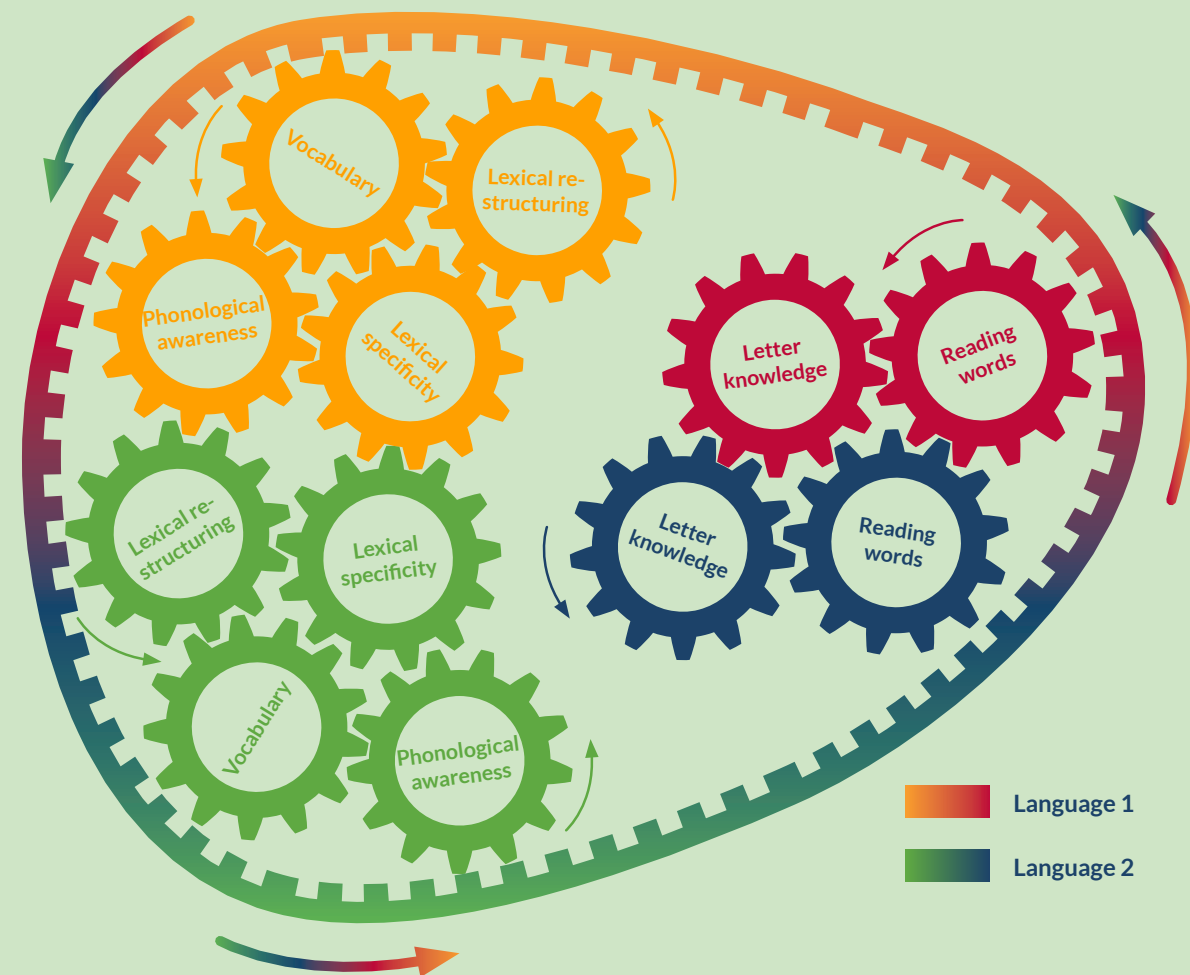 Vocabulary
Lexical re-
structuring
Phonological
awareness
Lexical
specificity
Letter
knowledge
Reading
words
Lexical re-
structuring
Lexical
specificity
Letter
knowledge
Reading
words
Vocabulary
Phonological
awareness
Language 1
Language 2